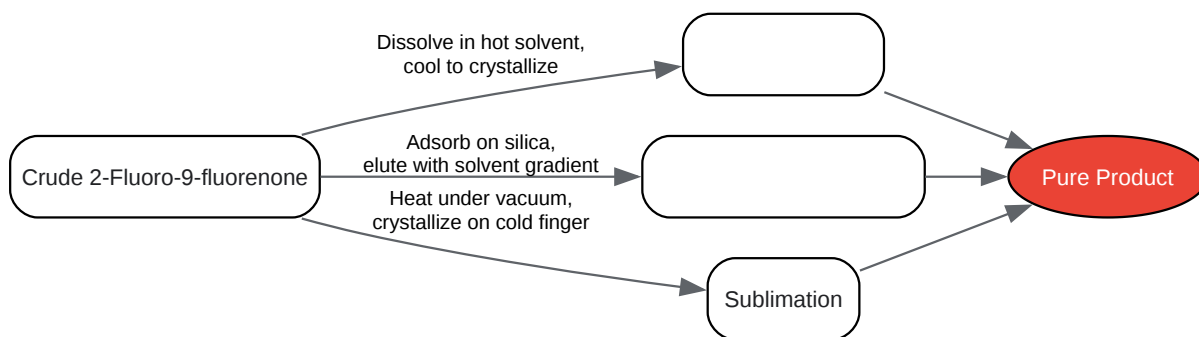 Dissolve in hot solvent,
cool to crystallize
Crude 2-Fluoro-9-fluorenone
Adsorb on silica,
elute with solvent gradient
Heat under vacuum,
crystallize on cold finger
Sublimation
Pure Product